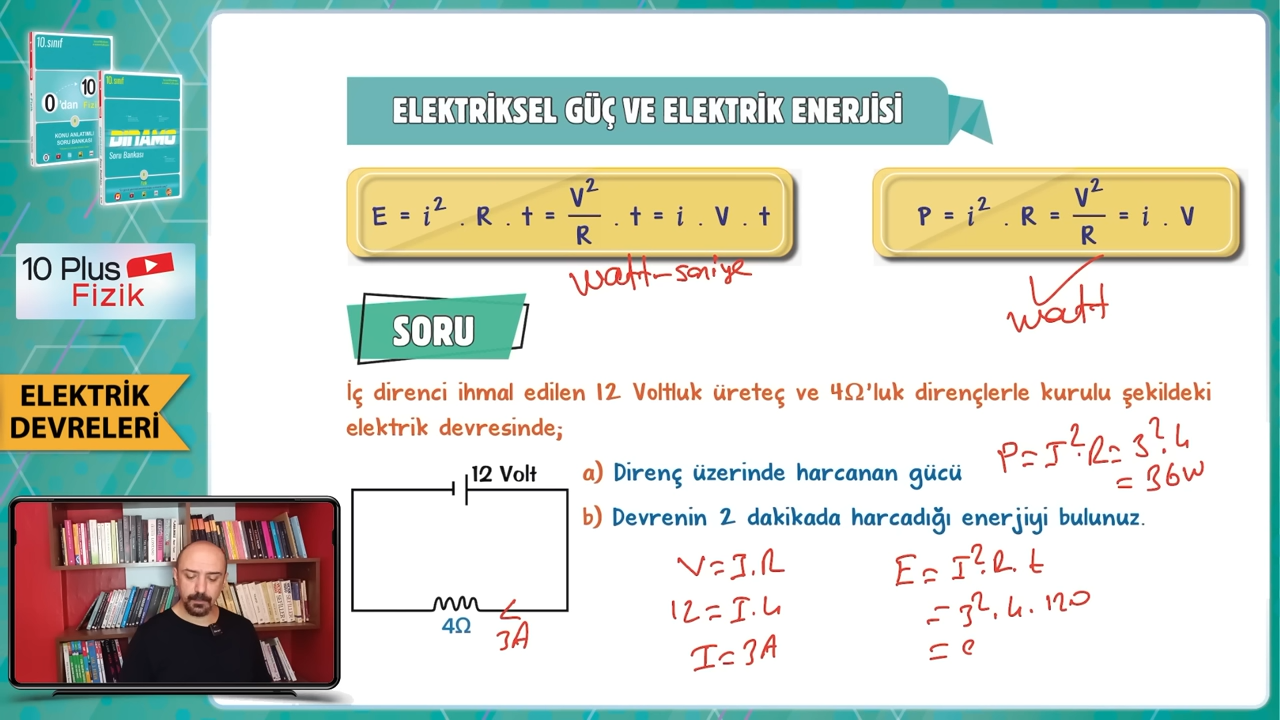 10.sınıf
0'dan 10
Fizik
KONU ANLATIMLI
SORU BANKASI
10.sınıf
DİNAMO
Soru Bankası
10 Plus
Fizik
ELEKTRİK
DEVRELERİ
ELEKTRİKSEL GÜÇ VE ELEKTRİK ENERJİSİ
E = i² . R . t = V²/R . t = i . V . t
P = i² . R = V²/R = i . V
watt-saniye
watt
SORU
İç direnci ihmal edilen 12 Voltluk üreteç ve 4Ω'luk dirençlerle kurulu şekildeki
elektrik devresinde;
12 Volt
4Ω
3A
a) Direnç üzerinde harcanan gücü
P = I².R = 3².4
= 36W
b) Devrenin 2 dakikada harcadığı enerjiyi bulunuz.
V = I.R
12 = I.4
I = 3A
E = I².R.t
= 3².4.120
=